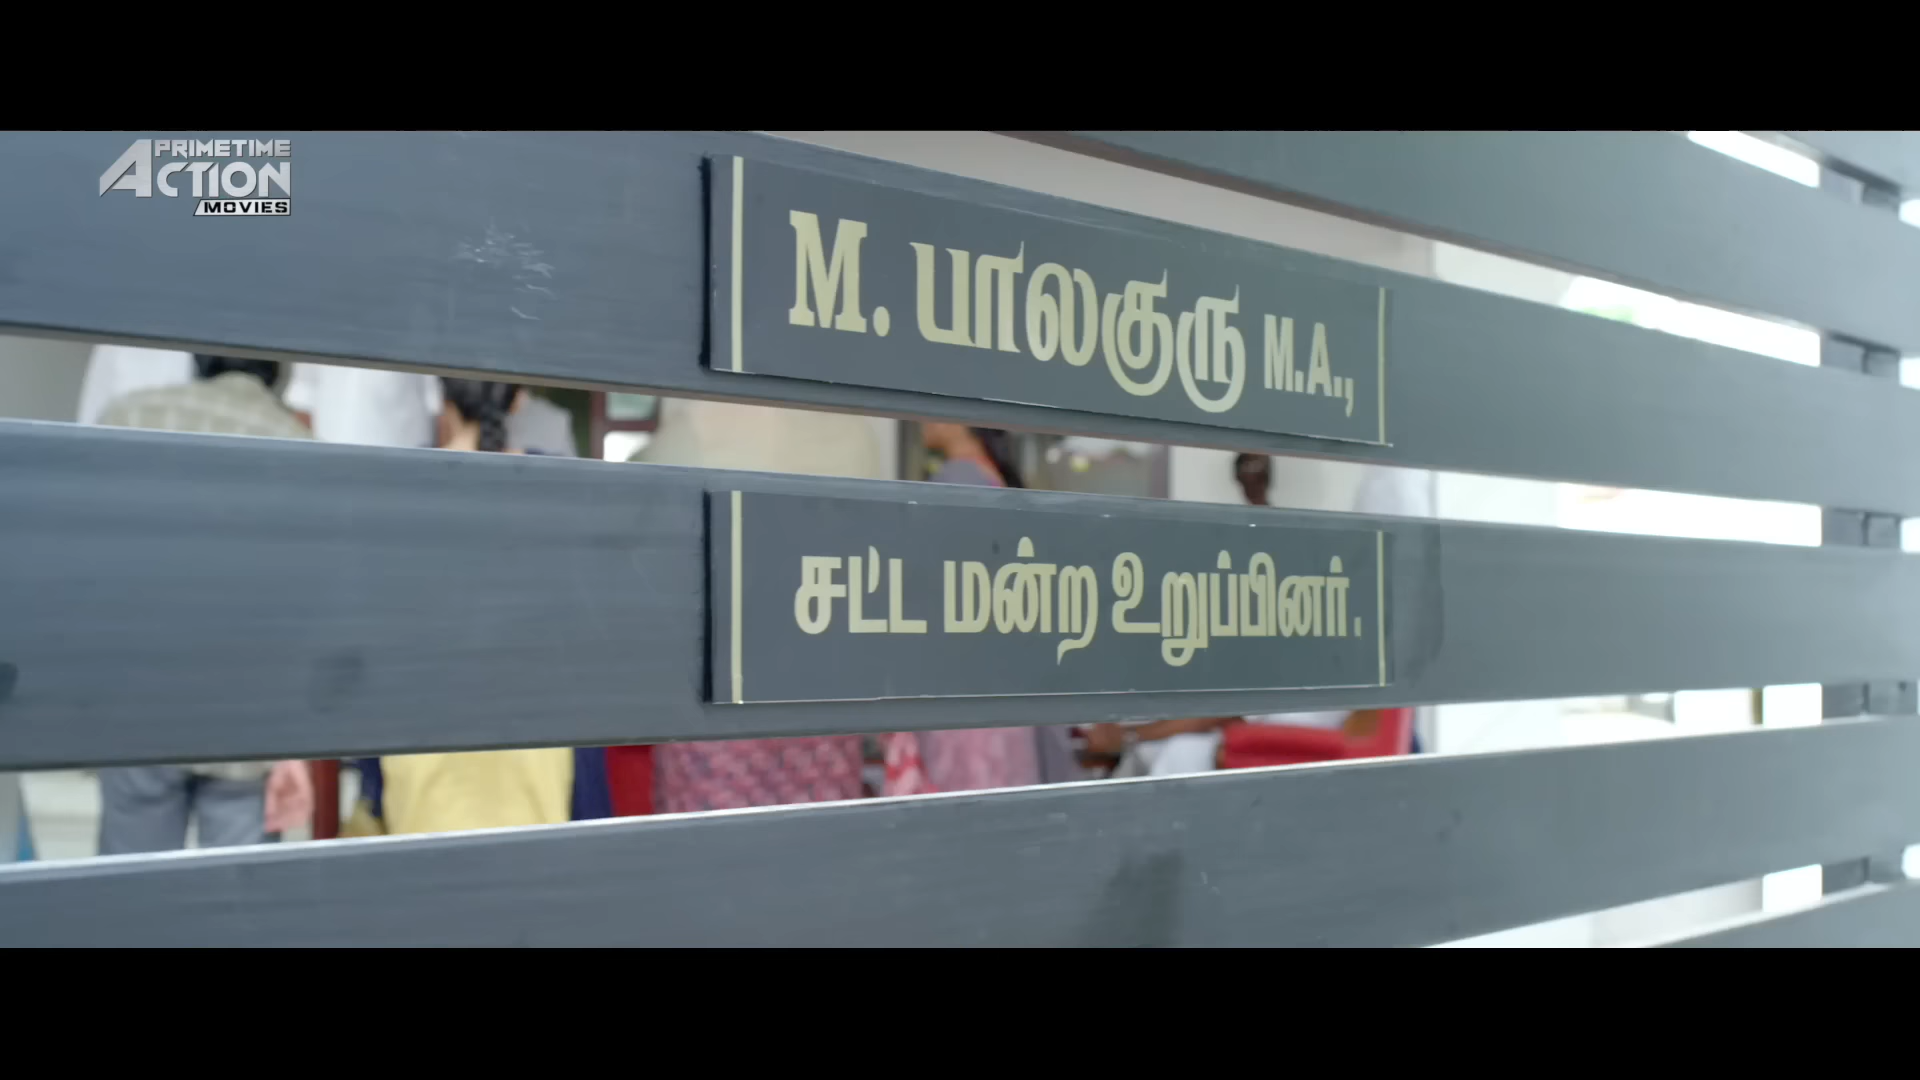 PRIMETIME
ACTION
MOVIES
M. பாலகுரு M.A.,
சட்ட மன்ற உறுப்பினர்.